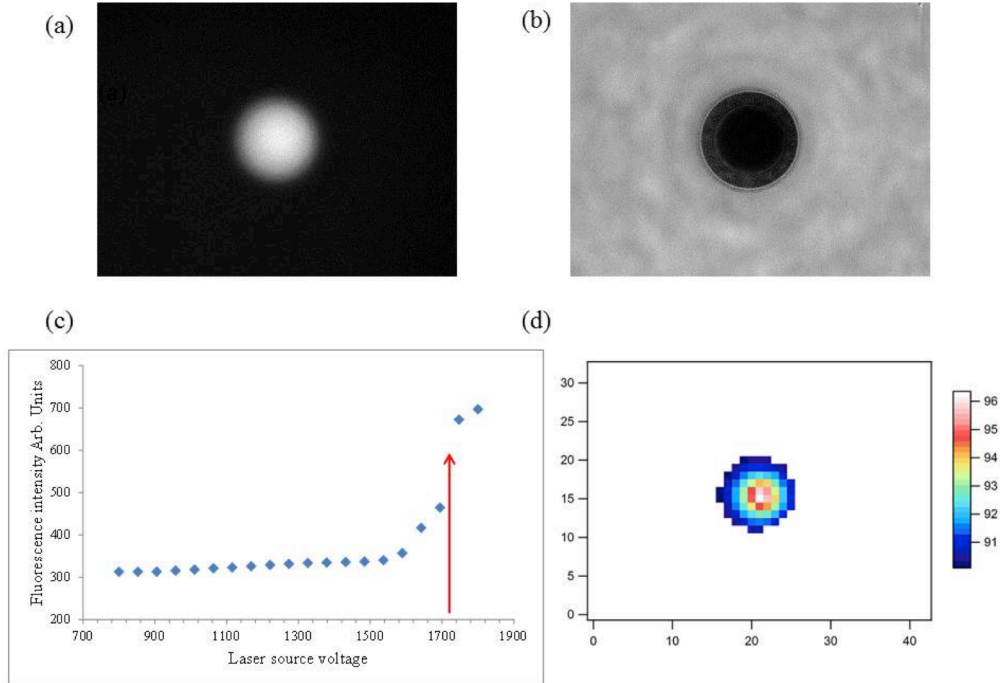 (a)
(b)
(a)
(c)
(d)
Fluorescence intensity Arb. Units
800
700
600
500
400
300
200
700 900 1100 1300 1500 1700 1900
Laser source voltage
30
25
20
15
10
5
0
0 10 20 30 40
96
95
94
93
92
91